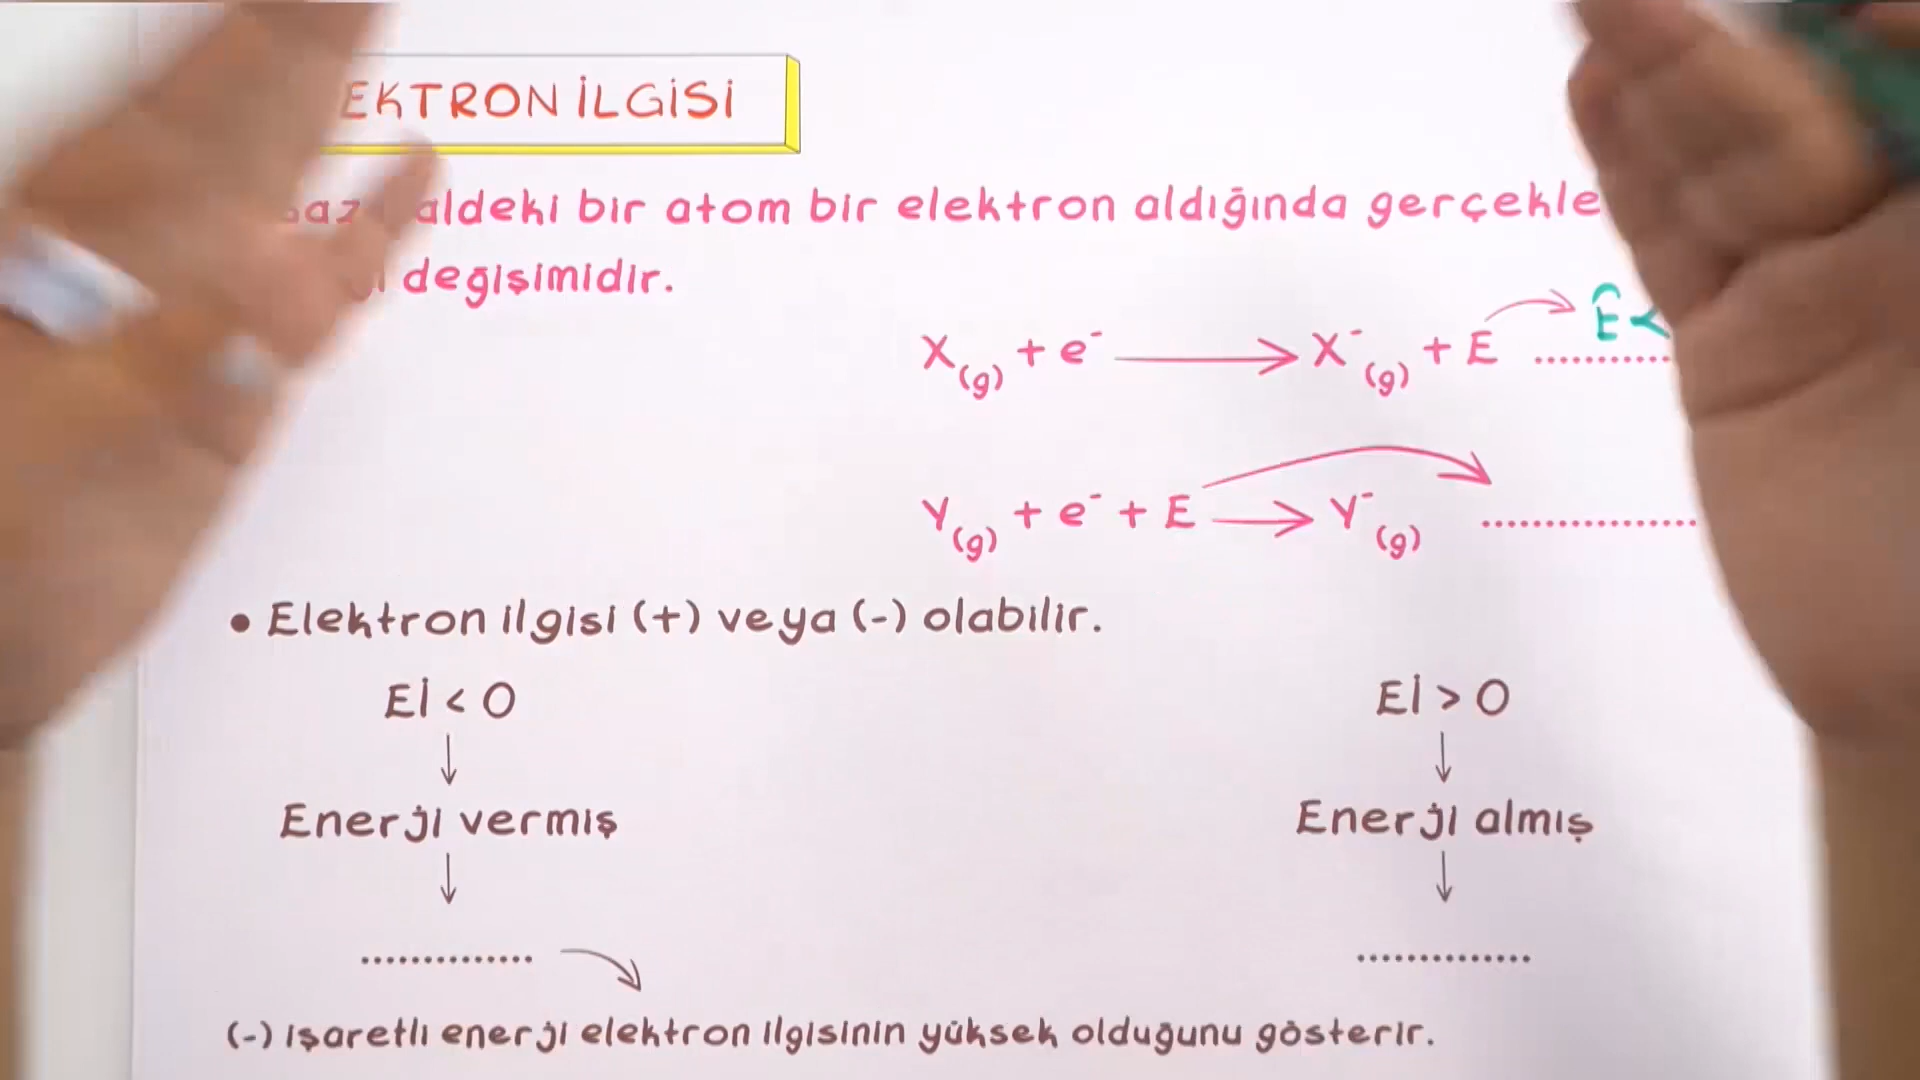 EKTRON İLGİSİ
aldeki bir atom bir elektron aldığında gerçekle
değişimidir.
X(g) + e⁻ → X⁻(g) + E ............ Eİ <
Y(g) + e⁻ + E → Y⁻(g) .................
• Elektron ilgisi (+) veya (-) olabilir.
Eİ < 0 Eİ > 0
↓ ↓
Enerji vermiş Enerji almış
↓ ↓
.............. ..............
(-) işaretli enerji elektron ilgisinin yüksek olduğunu gösterir.